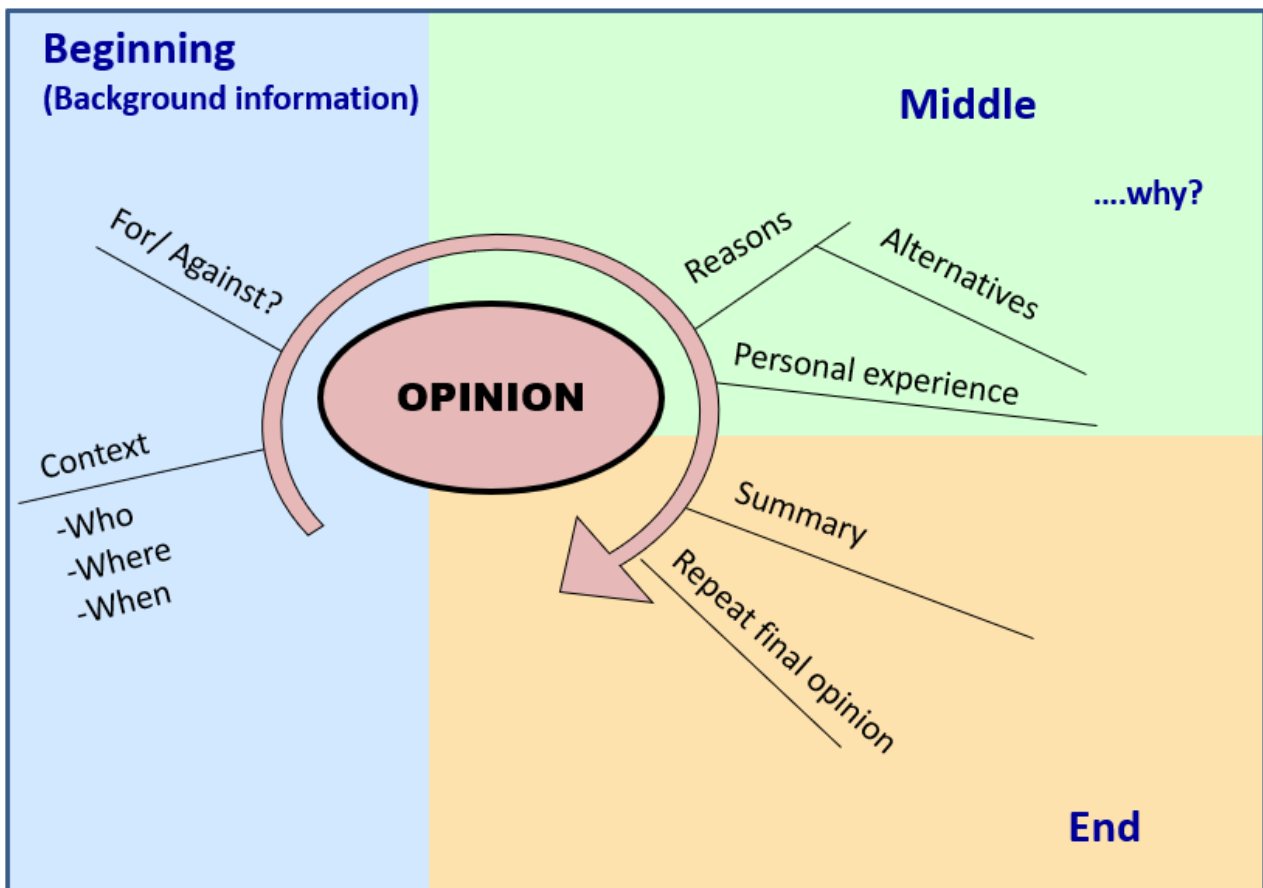 Beginning
(Background information)
For/ Against?
Context
-Who
-Where
-When
OPINION
Middle
....why?
Reasons
Alternatives
Personal experience
Summary
Repeat final opinion
End